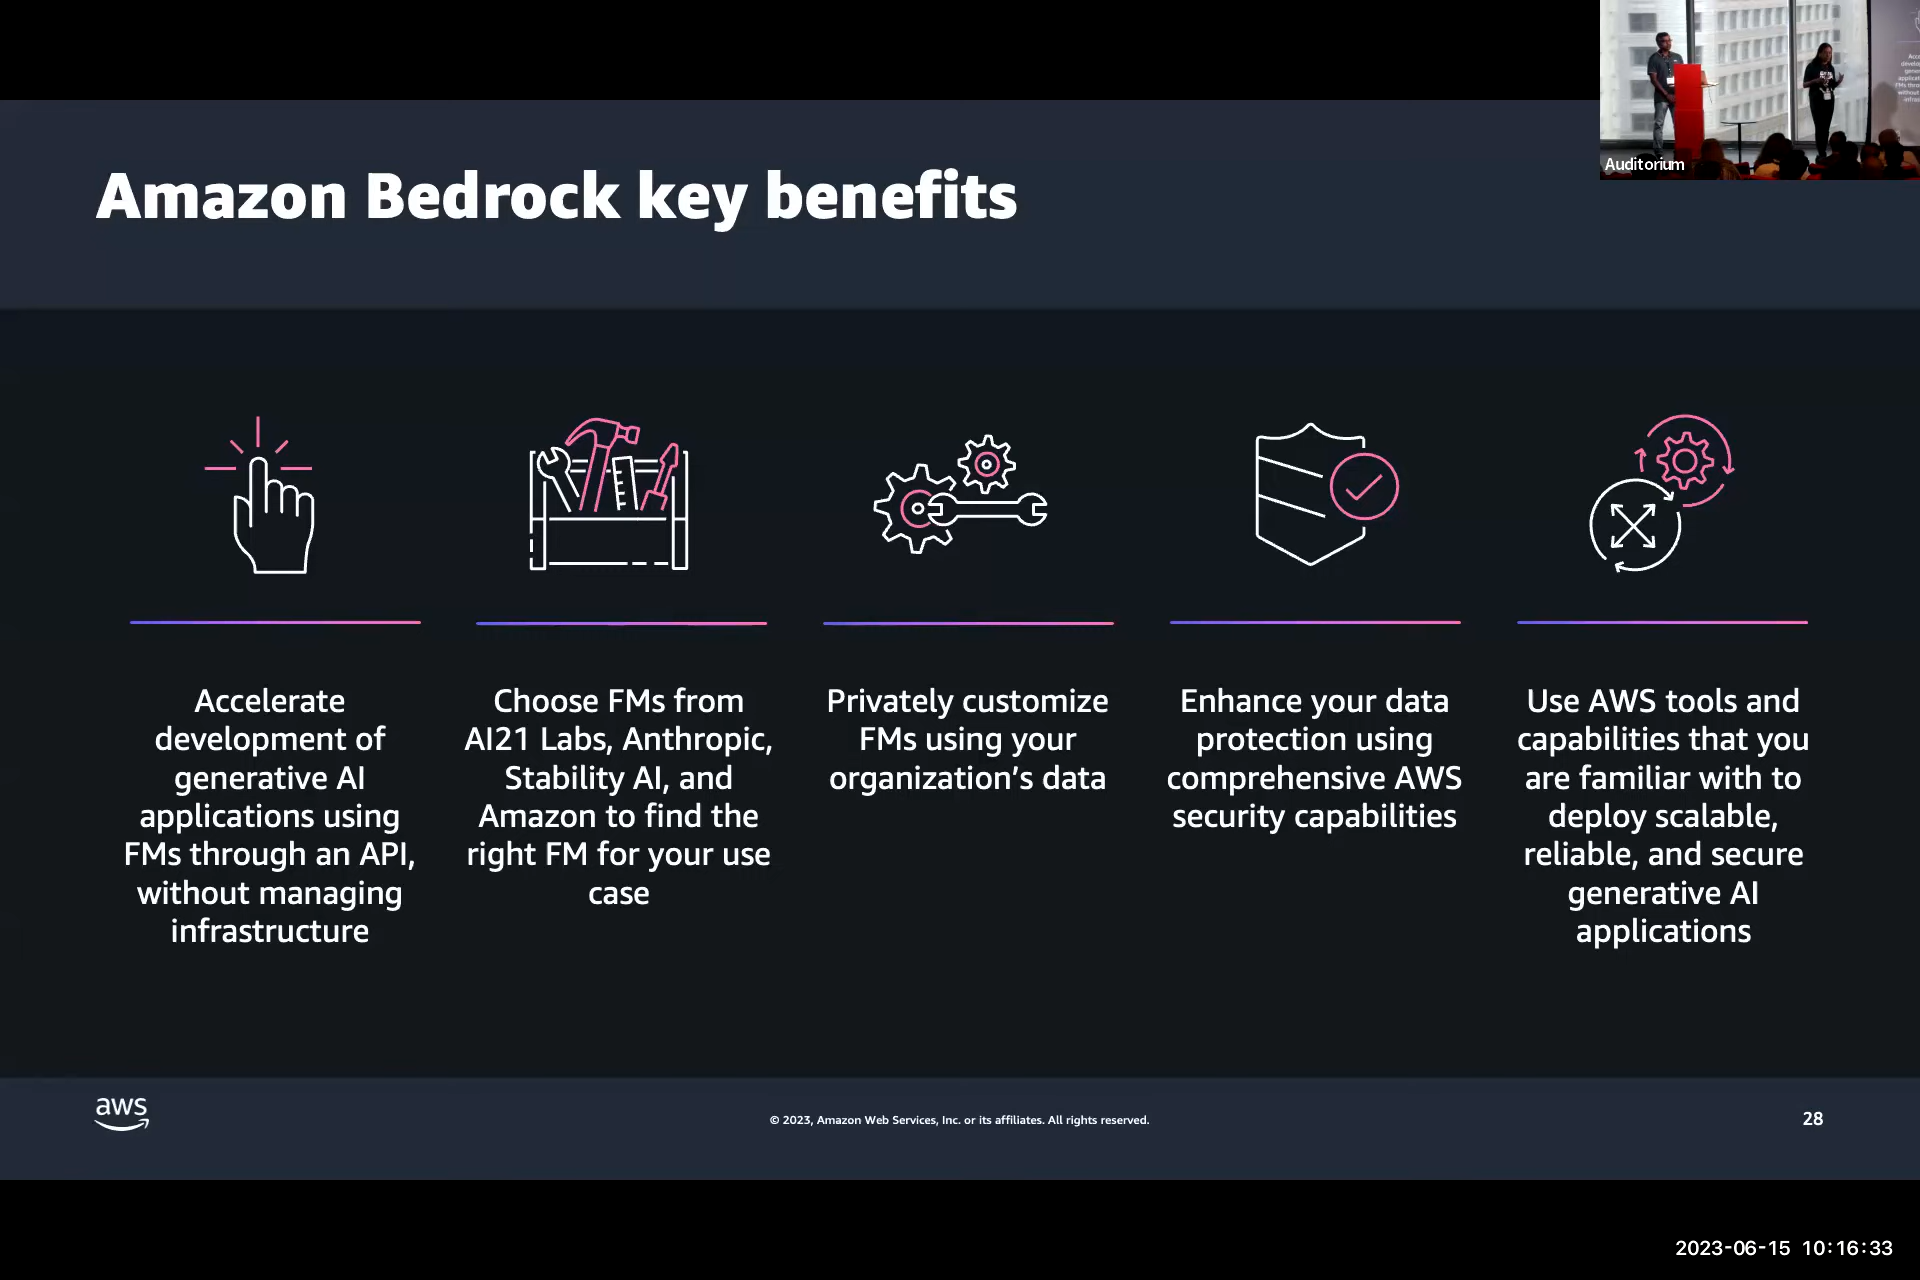 Auditorium
Amazon Bedrock key benefits
Accelerate
development of
generative AI
applications using
FMs through an API,
without managing
infrastructure
Choose FMs from
AI21 Labs, Anthropic,
Stability AI, and
Amazon to find the
right FM for your use
case
Privately customize
FMs using your
organization’s data
Enhance your data
protection using
comprehensive AWS
security capabilities
Use AWS tools and
capabilities that you
are familiar with to
deploy scalable,
reliable, and secure
generative AI
applications
aws
© 2023, Amazon Web Services, Inc. or its affiliates. All rights reserved.
28
2023-06-15 10:16:33